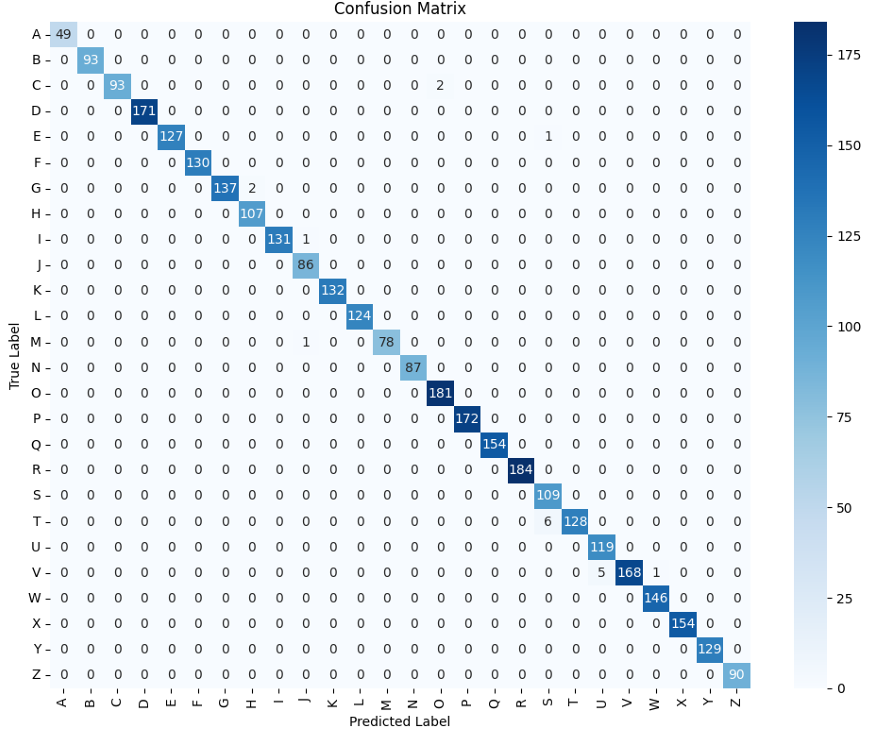 Confusion Matrix
A 49 0 0 0 0 0 0 0 0 0 0 0 0 0 0 0 0 0 0 0 0 0 0 0 0 0
B 0 93 0 0 0 0 0 0 0 0 0 0 0 0 0 0 0 0 0 0 0 0 0 0 0 0
C 0 0 93 0 0 0 0 0 0 0 0 0 0 0 2 0 0 0 0 0 0 0 0 0 0 0
D 0 0 0 171 0 0 0 0 0 0 0 0 0 0 0 0 0 0 0 0 0 0 0 0 0 0
E 0 0 0 0 127 0 0 0 0 0 0 0 0 0 0 0 0 0 1 0 0 0 0 0 0 0
F 0 0 0 0 0 130 0 0 0 0 0 0 0 0 0 0 0 0 0 0 0 0 0 0 0 0
G 0 0 0 0 0 0 137 2 0 0 0 0 0 0 0 0 0 0 0 0 0 0 0 0 0 0
H 0 0 0 0 0 0 0 107 0 0 0 0 0 0 0 0 0 0 0 0 0 0 0 0 0 0
I 0 0 0 0 0 0 0 0 131 1 0 0 0 0 0 0 0 0 0 0 0 0 0 0 0 0
J 0 0 0 0 0 0 0 0 0 86 0 0 0 0 0 0 0 0 0 0 0 0 0 0 0 0
K 0 0 0 0 0 0 0 0 0 0 132 0 0 0 0 0 0 0 0 0 0 0 0 0 0 0
L 0 0 0 0 0 0 0 0 0 0 0 124 0 0 0 0 0 0 0 0 0 0 0 0 0 0
M 0 0 0 0 0 0 0 0 0 1 0 0 78 0 0 0 0 0 0 0 0 0 0 0 0 0
N 0 0 0 0 0 0 0 0 0 0 0 0 0 87 0 0 0 0 0 0 0 0 0 0 0 0
O 0 0 0 0 0 0 0 0 0 0 0 0 0 0 181 0 0 0 0 0 0 0 0 0 0 0
P 0 0 0 0 0 0 0 0 0 0 0 0 0 0 0 172 0 0 0 0 0 0 0 0 0 0
Q 0 0 0 0 0 0 0 0 0 0 0 0 0 0 0 0 154 0 0 0 0 0 0 0 0 0
R 0 0 0 0 0 0 0 0 0 0 0 0 0 0 0 0 0 184 0 0 0 0 0 0 0 0
S 0 0 0 0 0 0 0 0 0 0 0 0 0 0 0 0 0 0 109 0 0 0 0 0 0 0
T 0 0 0 0 0 0 0 0 0 0 0 0 0 0 0 0 0 0 6 128 0 0 0 0 0 0
U 0 0 0 0 0 0 0 0 0 0 0 0 0 0 0 0 0 0 0 0 119 0 0 0 0 0
V 0 0 0 0 0 0 0 0 0 0 0 0 0 0 0 0 0 0 0 0 5 168 1 0 0 0
W 0 0 0 0 0 0 0 0 0 0 0 0 0 0 0 0 0 0 0 0 0 0 146 0 0 0
X 0 0 0 0 0 0 0 0 0 0 0 0 0 0 0 0 0 0 0 0 0 0 0 154 0 0
Y 0 0 0 0 0 0 0 0 0 0 0 0 0 0 0 0 0 0 0 0 0 0 0 0 129 0
Z 0 0 0 0 0 0 0 0 0 0 0 0 0 0 0 0 0 0 0 0 0 0 0 0 0 90
A B C D E F G H I J K L M N O P Q R S T U V W X Y Z
Predicted Label
True Label
175
150
125
100
75
50
25
0